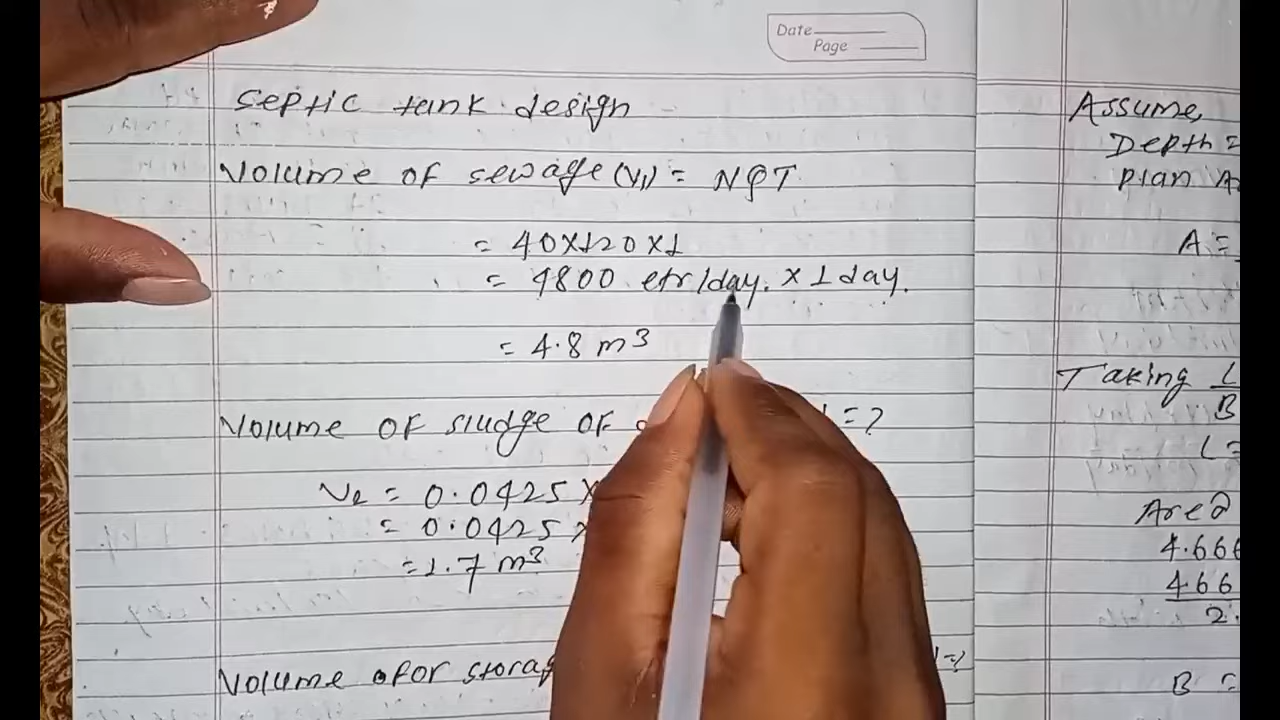 Date
Page
Septic tank design
Volume of sewage (V1) = NQT
= 40×120×1
= 4800 ltr/day. × 1 day.
= 4.8 m³
Volume of sludge of = ?
V2 = 0.0425 ×
= 0.0425 ×
= 1.7 m³
Volume for storag = ?
Assume,
Depth =
Plan A
A =
Taking L
B
L =
Area
4.666
4.66
2.
B =